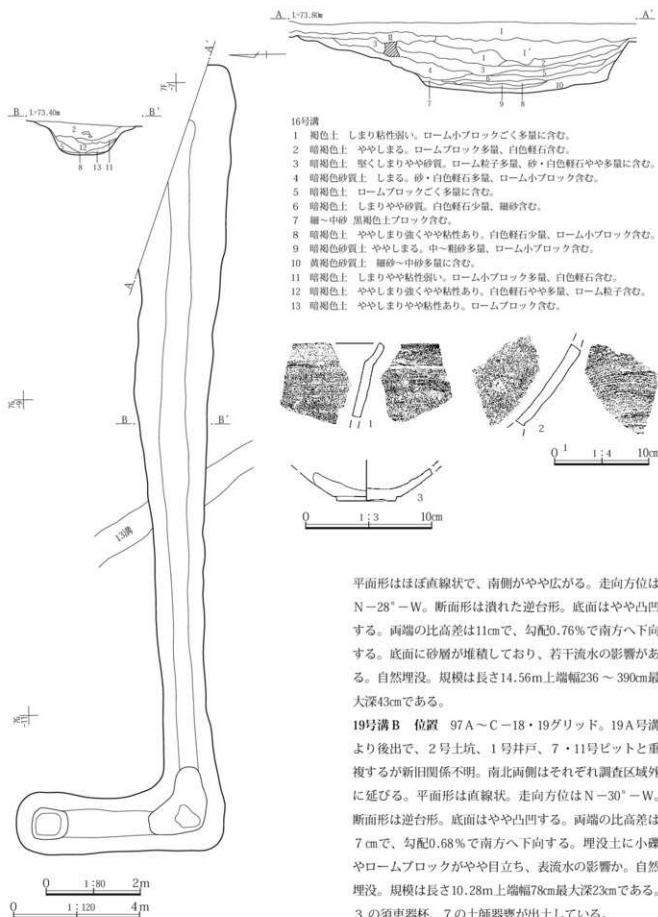 A L=73.80m A'
B L=73.40m B'
16号溝
1 褐色土 しまり粘性弱い。ローム小ブロックごく多量に含む。
2 暗褐色土 ややしまる。ロームブロック多量、白色軽石含む。
3 暗褐色土 堅くしまりやや砂質。ローム粒子多量、砂・白色軽石やや多量に含む。
4 暗褐色砂質土 しまる。砂・白色軽石多量、ローム小ブロック含む。
5 暗褐色土 ロームブロックごく多量に含む。
6 暗褐色土 しまりやや砂質。白色軽石少量、細砂含む。
7 細～中砂 黒褐色土ブロック含む。
8 暗褐色土 ややしまり強くやや粘性あり。白色軽石少量、ローム小ブロック含む。
9 暗褐色砂質土 ややしまる。中～粗砂多量、ローム小ブロック含む。
10 黄褐色砂質土 細砂～中砂多量に含む。
11 暗褐色土 しまりやや粘性弱い。ローム小ブロック多量、白色軽石含む。
12 暗褐色土 ややしまり強くやや粘性あり。白色軽石やや多量、ローム粒子含む。
13 暗褐色土 ややしまりやや粘性あり。ロームブロック含む。
B B'
13溝
1
2
3
0 1:4 10cm
0 1:3 10cm
0 1:80 2m
0 1:120 4m
平面形はほぼ直線状で、南側がやや広がる。走向方位は
N－28°－W。断面形は潰れた逆台形。底面はやや凸凹
する。両端の比高差は11cmで、勾配0.76%で南方へ下向
する。底面に砂層が堆積しており、若干流水の影響があ
る。自然埋没。規模は長さ14.56m上端幅236 ～ 390cm最
大深43cmである。
19号溝B 位置 97A～C－18・19グリッド。19A号溝
より後出で、2号土坑、1号井戸、7・11号ピットと重
複するが新旧関係不明。南北両側はそれぞれ調査区域外
に延びる。平面形は直線状。走向方位はN－30°－W。
断面形は逆台形。底面はやや凸凹する。両端の比高差は
7cmで、勾配0.68%で南方へ下向する。埋没土に小礫
やロームブロックがやや目立ち、表流水の影響か。自然
埋没。規模は長さ10.28m上端幅78cm最大深23cmである。
3の須恵器杯、7の土師器甕が出土している。